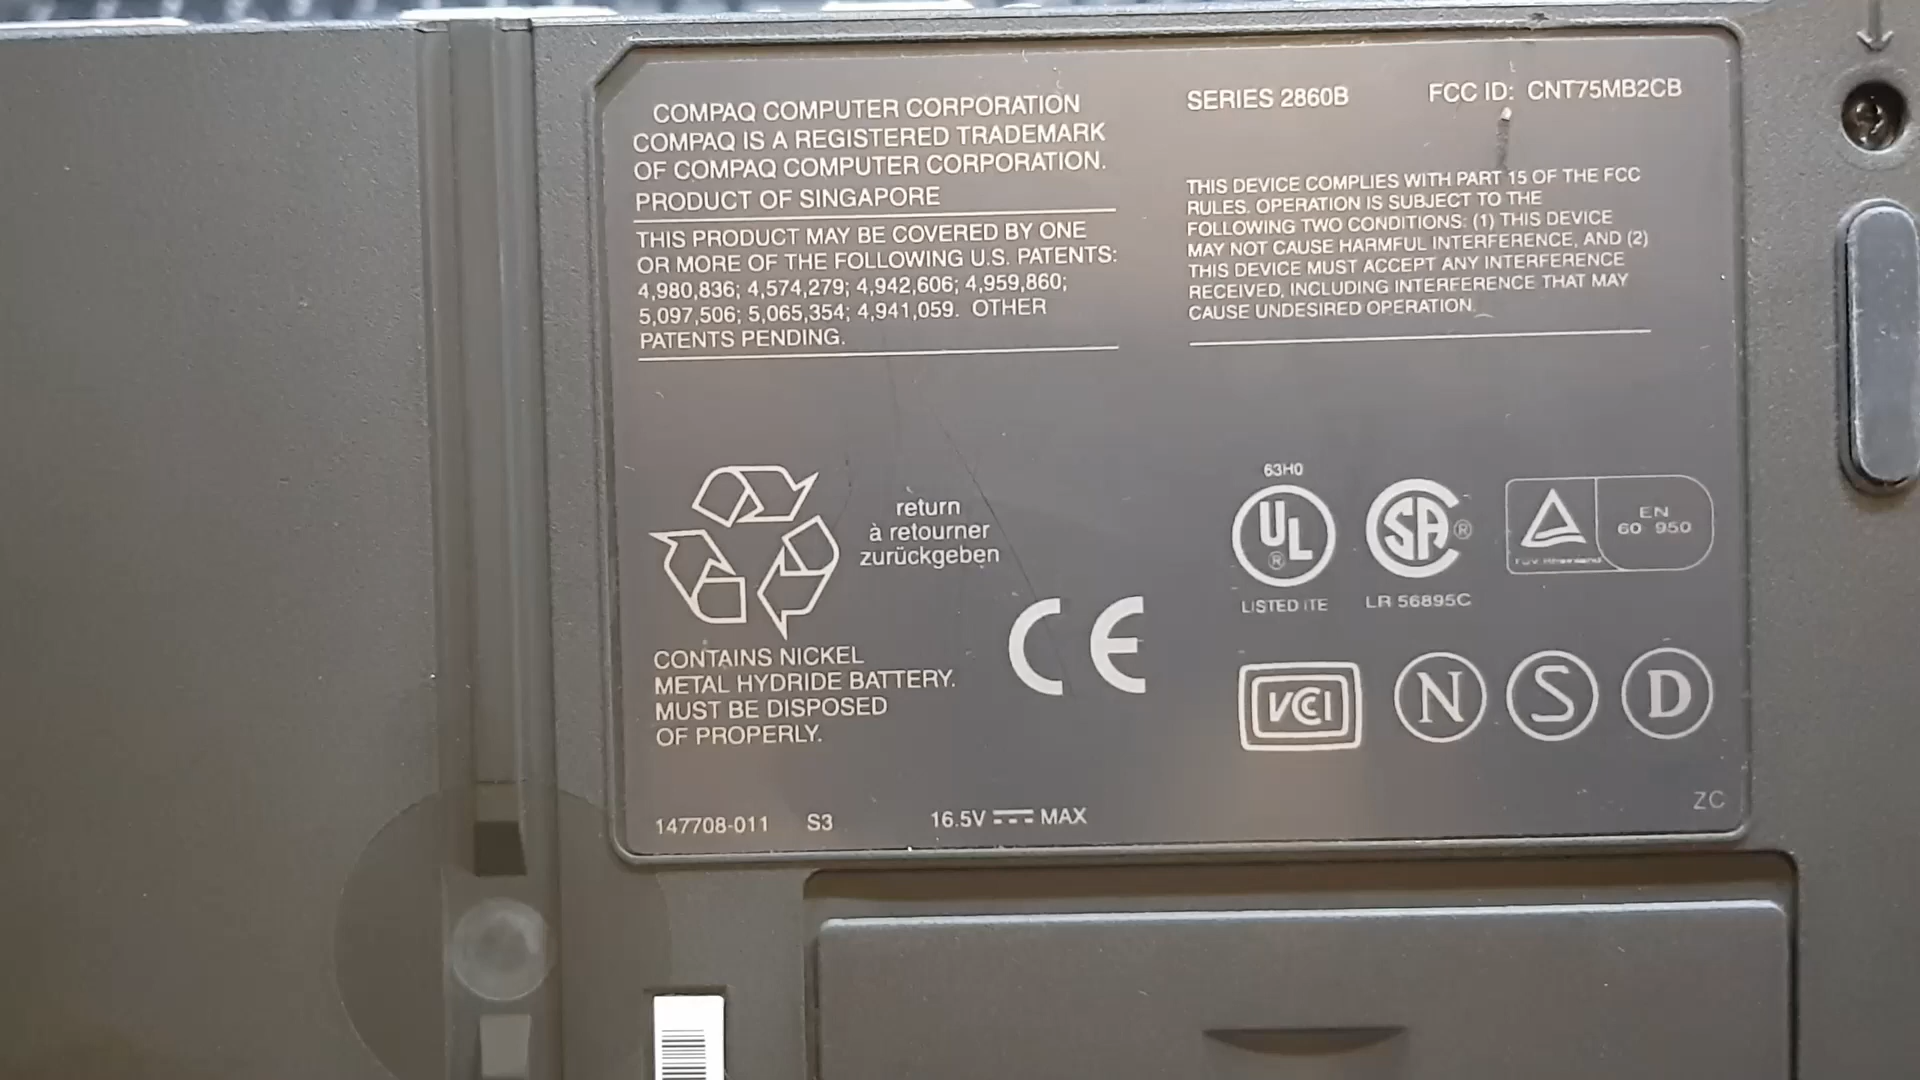 COMPAQ COMPUTER CORPORATION
COMPAQ IS A REGISTERED TRADEMARK
OF COMPAQ COMPUTER CORPORATION.
PRODUCT OF SINGAPORE
THIS PRODUCT MAY BE COVERED BY ONE
OR MORE OF THE FOLLOWING U.S. PATENTS:
4,980,836; 4,574,279; 4,942,606; 4,959,860;
5,097,506; 5,065,354; 4,941,059. OTHER
PATENTS PENDING.
SERIES 2860B FCC ID: CNT75MB2CB
THIS DEVICE COMPLIES WITH PART 15 OF THE FCC
RULES. OPERATION IS SUBJECT TO THE
FOLLOWING TWO CONDITIONS: (1) THIS DEVICE
MAY NOT CAUSE HARMFUL INTERFERENCE, AND (2)
THIS DEVICE MUST ACCEPT ANY INTERFERENCE
RECEIVED, INCLUDING INTERFERENCE THAT MAY
CAUSE UNDESIRED OPERATION.
return
à retourner
zurückgeben
CONTAINS NICKEL
METAL HYDRIDE BATTERY.
MUST BE DISPOSED
OF PROPERLY.
CE
63H0
UL ®
LISTED ITE
SA ®
LR 56895C
TÜV Rheinland
EN
60 950
VCCI
N S D
147708-011 S3 16.5V MAX
ZC